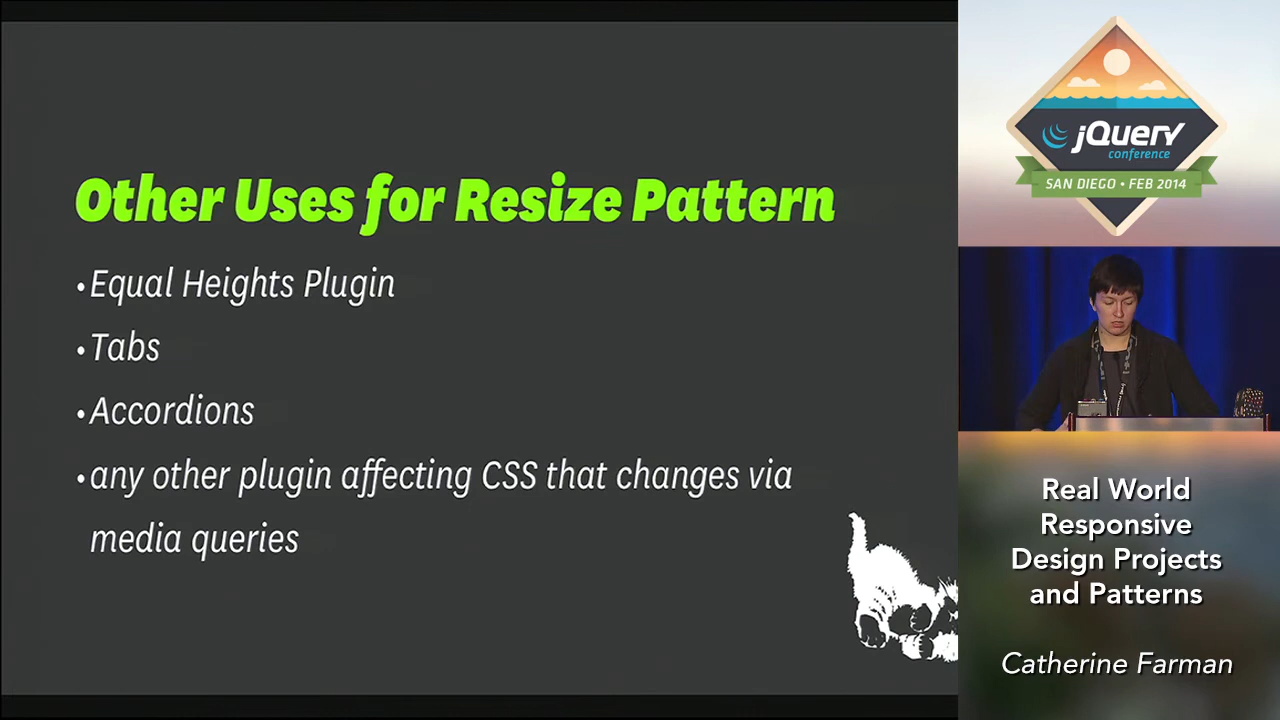 Other Uses for Resize Pattern
•Equal Heights Plugin
•Tabs
•Accordions
•any other plugin affecting CSS that changes via
media queries
jQuery
conference
SAN DIEGO • FEB 2014
Real World
Responsive
Design Projects
and Patterns
Catherine Farman